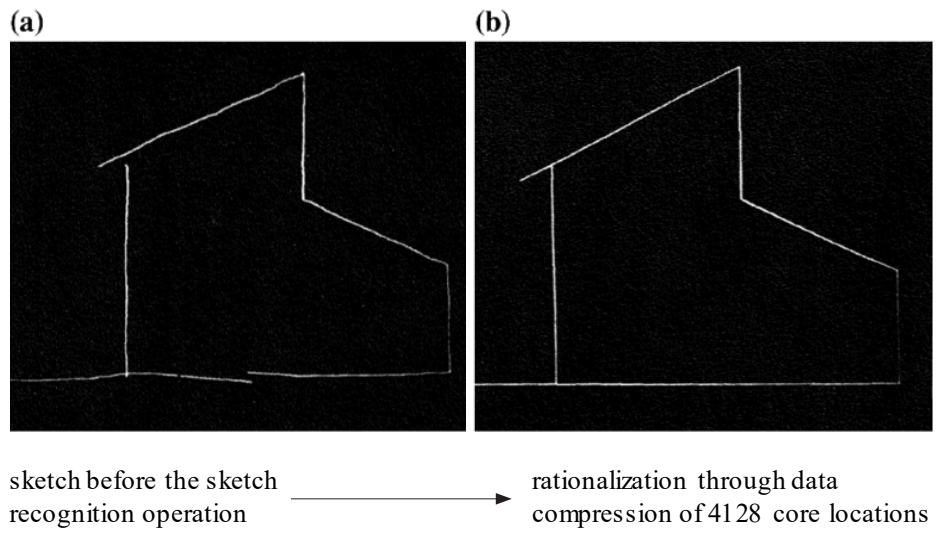 (a)
(b)
sketch before the sketch
recognition operation
rationalization through data
compression of 4128 core locations